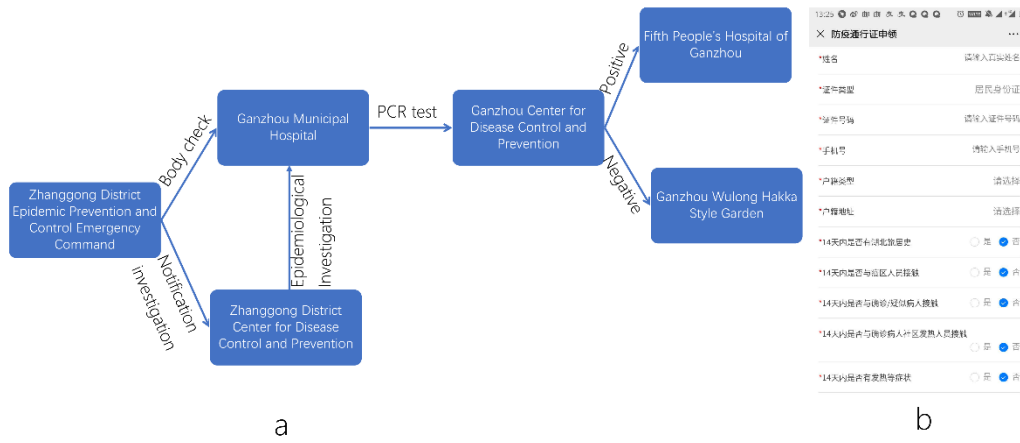 Fifth People's Hospital of
Ganzhou
Positive
Ganzhou Municipal
Hospital
PCR test
Ganzhou Center for
Disease Control and
Prevention
Body check
Negative
Zhanggong District
Epidemic Prevention and
Control Emergency
Command
Epidemiological
Investigation
Ganzhou Wulong Hakka
Style Garden
Notification
investigation
Zhanggong District
Center for Disease
Control and Prevention
a
13:25
× 防疫通行证申领 ···
*姓名 请输入真实姓名
*证件类型 居民身份证
*证件号码 请输入证件号码
*手机号 请输入手机号
*户籍类型 请选择
*户籍地址 请选择
*14天内是否有湖北旅居史 是 否
*14天内是否与疫区人员接触 是 否
*14天内是否与确诊/疑似病人接触 是 否
*14天内是否与确诊病人社区发热人员接触
是 否
*14天内是否有发热等症状 是 否
b